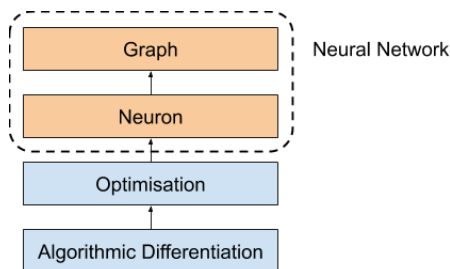 Graph
Neural Network
Neuron
Optimisation
Algorithmic Differentiation